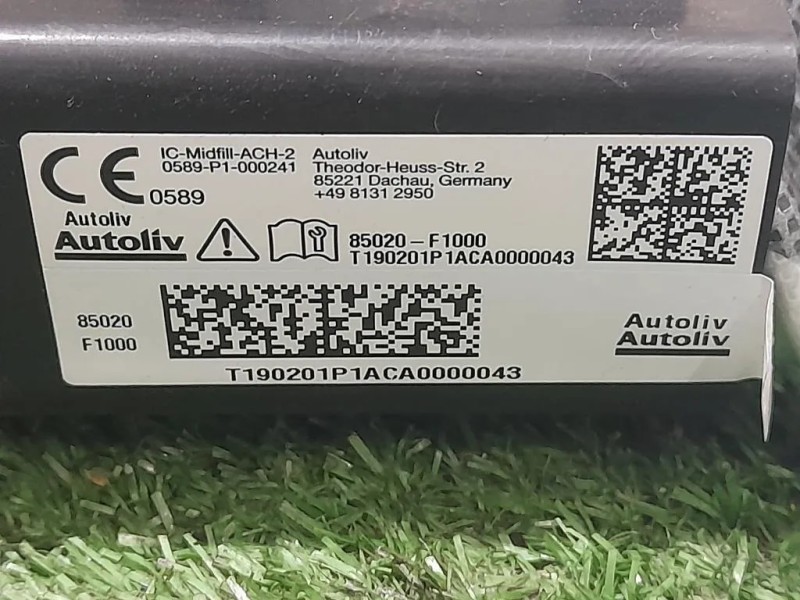 CE 0589
IC-Midfill-ACH-2
0589-P1-000241
Autoliv
Theodor-Heuss-Str. 2
85221 Dachau, Germany
+49 8131 2950
Autoliv
Autoliv
85020-F1000
T190201P1ACA0000043
85020
F1000
T190201P1ACA0000043
Autoliv
Autoliv